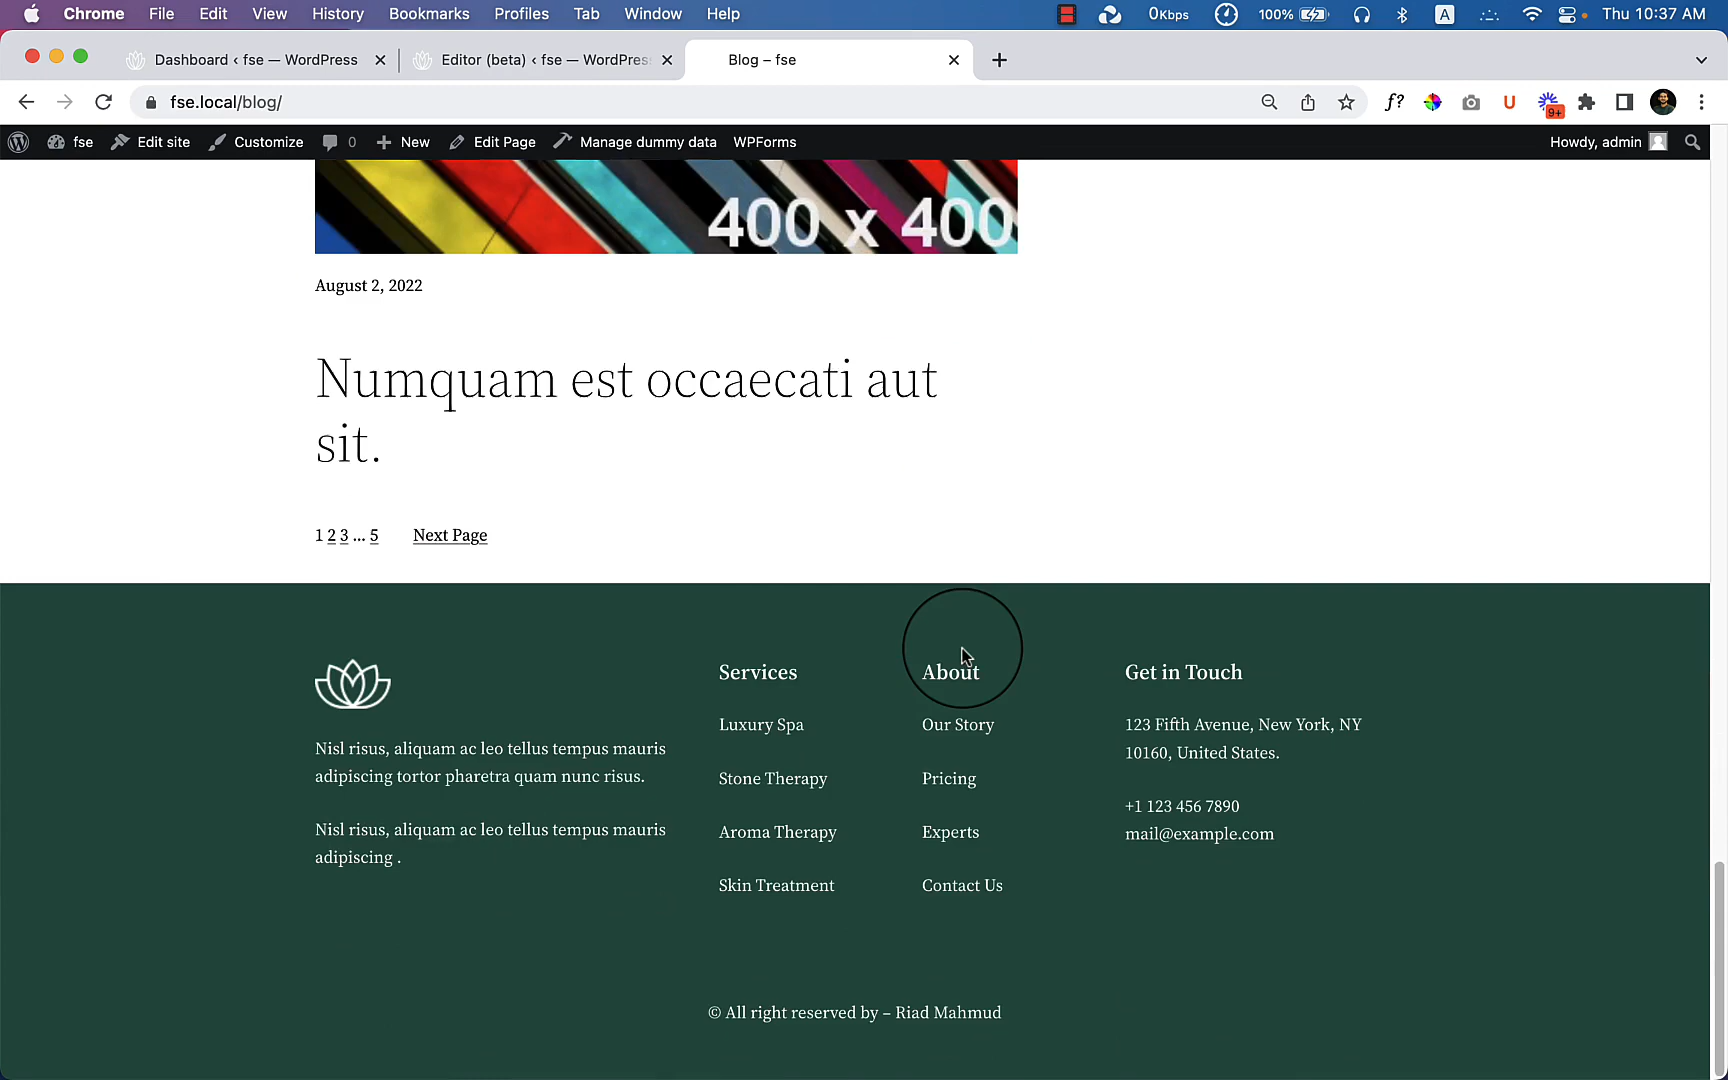 Chrome File Edit View History Bookmarks Profiles Tab Window Help 0Kbps 100% A Thu 10:37 AM
Dashboard ‹ fse — WordPress Editor (beta) ‹ fse — WordPres Blog – fse
fse.local/blog/ f? U 9+
fse Edit site Customize 0 New Edit Page Manage dummy data WPForms Howdy, admin
400 x 400
August 2, 2022
Numquam est occaecati aut
sit.
1 2 3 ... 5 Next Page
Services
Luxury Spa
Stone Therapy
Aroma Therapy
Skin Treatment
About
Our Story
Pricing
Experts
Contact Us
Get in Touch
123 Fifth Avenue, New York, NY
10160, United States.
+1 123 456 7890
mail@example.com
Nisl risus, aliquam ac leo tellus tempus mauris
adipiscing tortor pharetra quam nunc risus.
Nisl risus, aliquam ac leo tellus tempus mauris
adipiscing .
© All right reserved by – Riad Mahmud